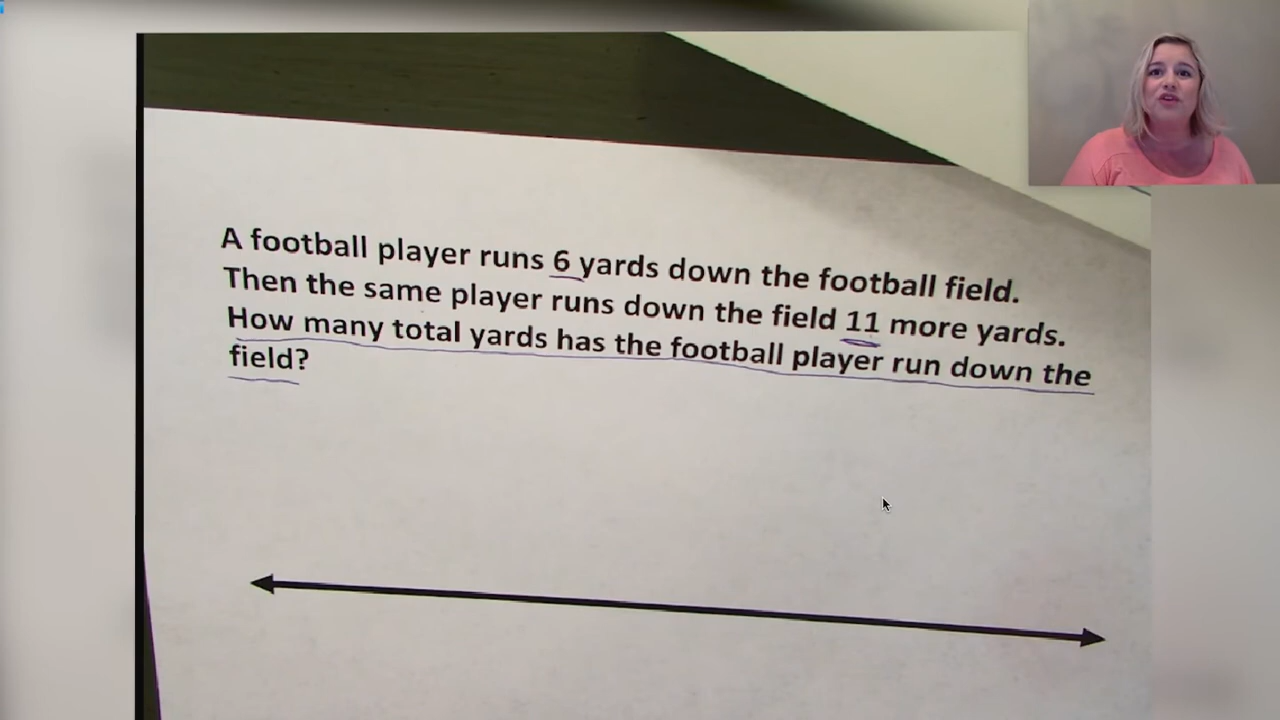 A football player runs 6 yards down the football field.
Then the same player runs down the field 11 more yards.
How many total yards has the football player run down the
field?